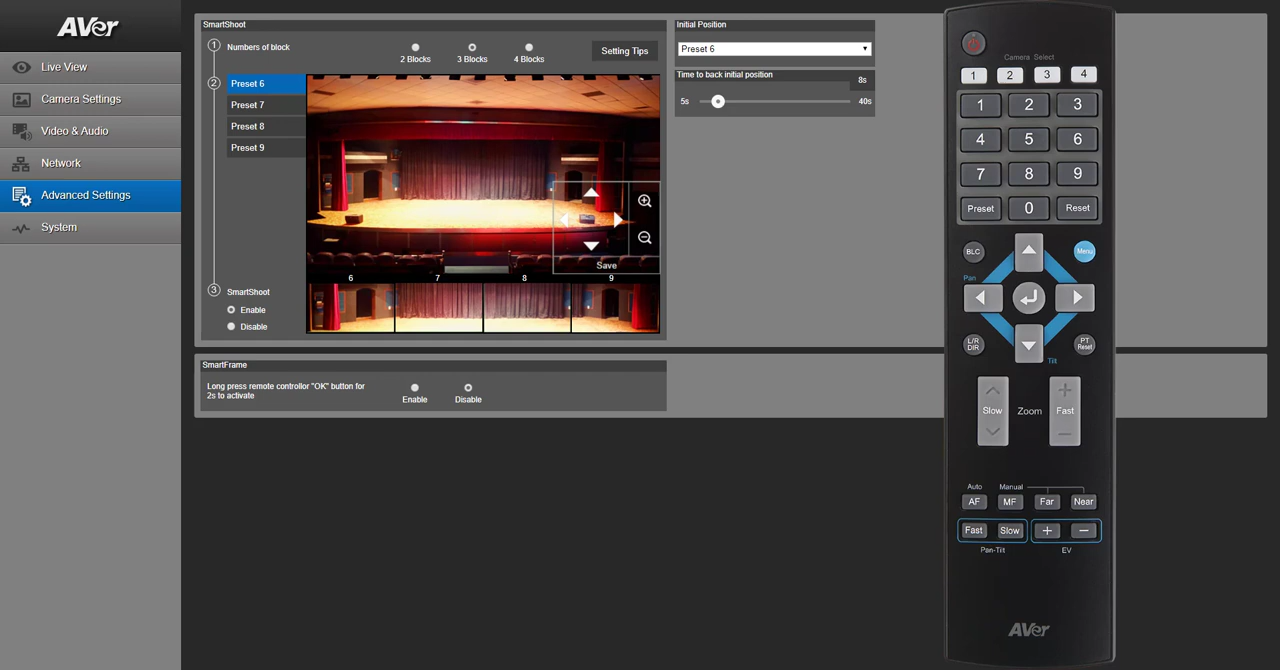 AVer
Live View
Camera Settings
Video & Audio
Network
Advanced Settings
System
SmartShoot
1 Numbers of block
2 Blocks 3 Blocks 4 Blocks
Setting Tips
2 Preset 6
Preset 7
Preset 8
Preset 9
Save
6 7 8 9
3 SmartShoot
Enable
Disable
Initial Position
Preset 6
Time to back initial position
8s
5s 40s
SmartFrame
Long press remote controllor "OK" button for
2s to activate
Enable Disable
Camera Select
1 2 3 4
1 2 3
4 5 6
7 8 9
Preset 0 Reset
BLC Menu
Pan
L/R
DIR
PT
Reset
Tilt
Slow Zoom Fast
Auto Manual
AF MF Far Near
Fast Slow + −
Pan-Tilt EV
AVer